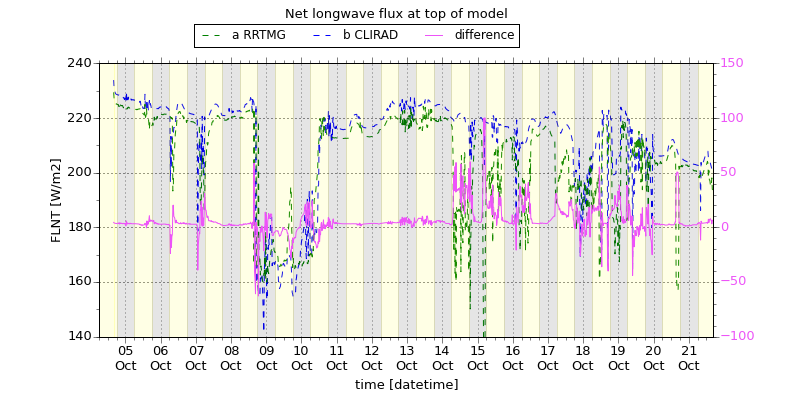 Net longwave flux at top of model
a RRTMG b CLIRAD difference
240 150
220 100
200 50
180 0
160 −50
140 −100
FLNT [W/m2]
05 06 07 08 09 10 11 12 13 14 15 16 17 18 19 20 21
Oct Oct Oct Oct Oct Oct Oct Oct Oct Oct Oct Oct Oct Oct Oct Oct Oct
time [datetime]